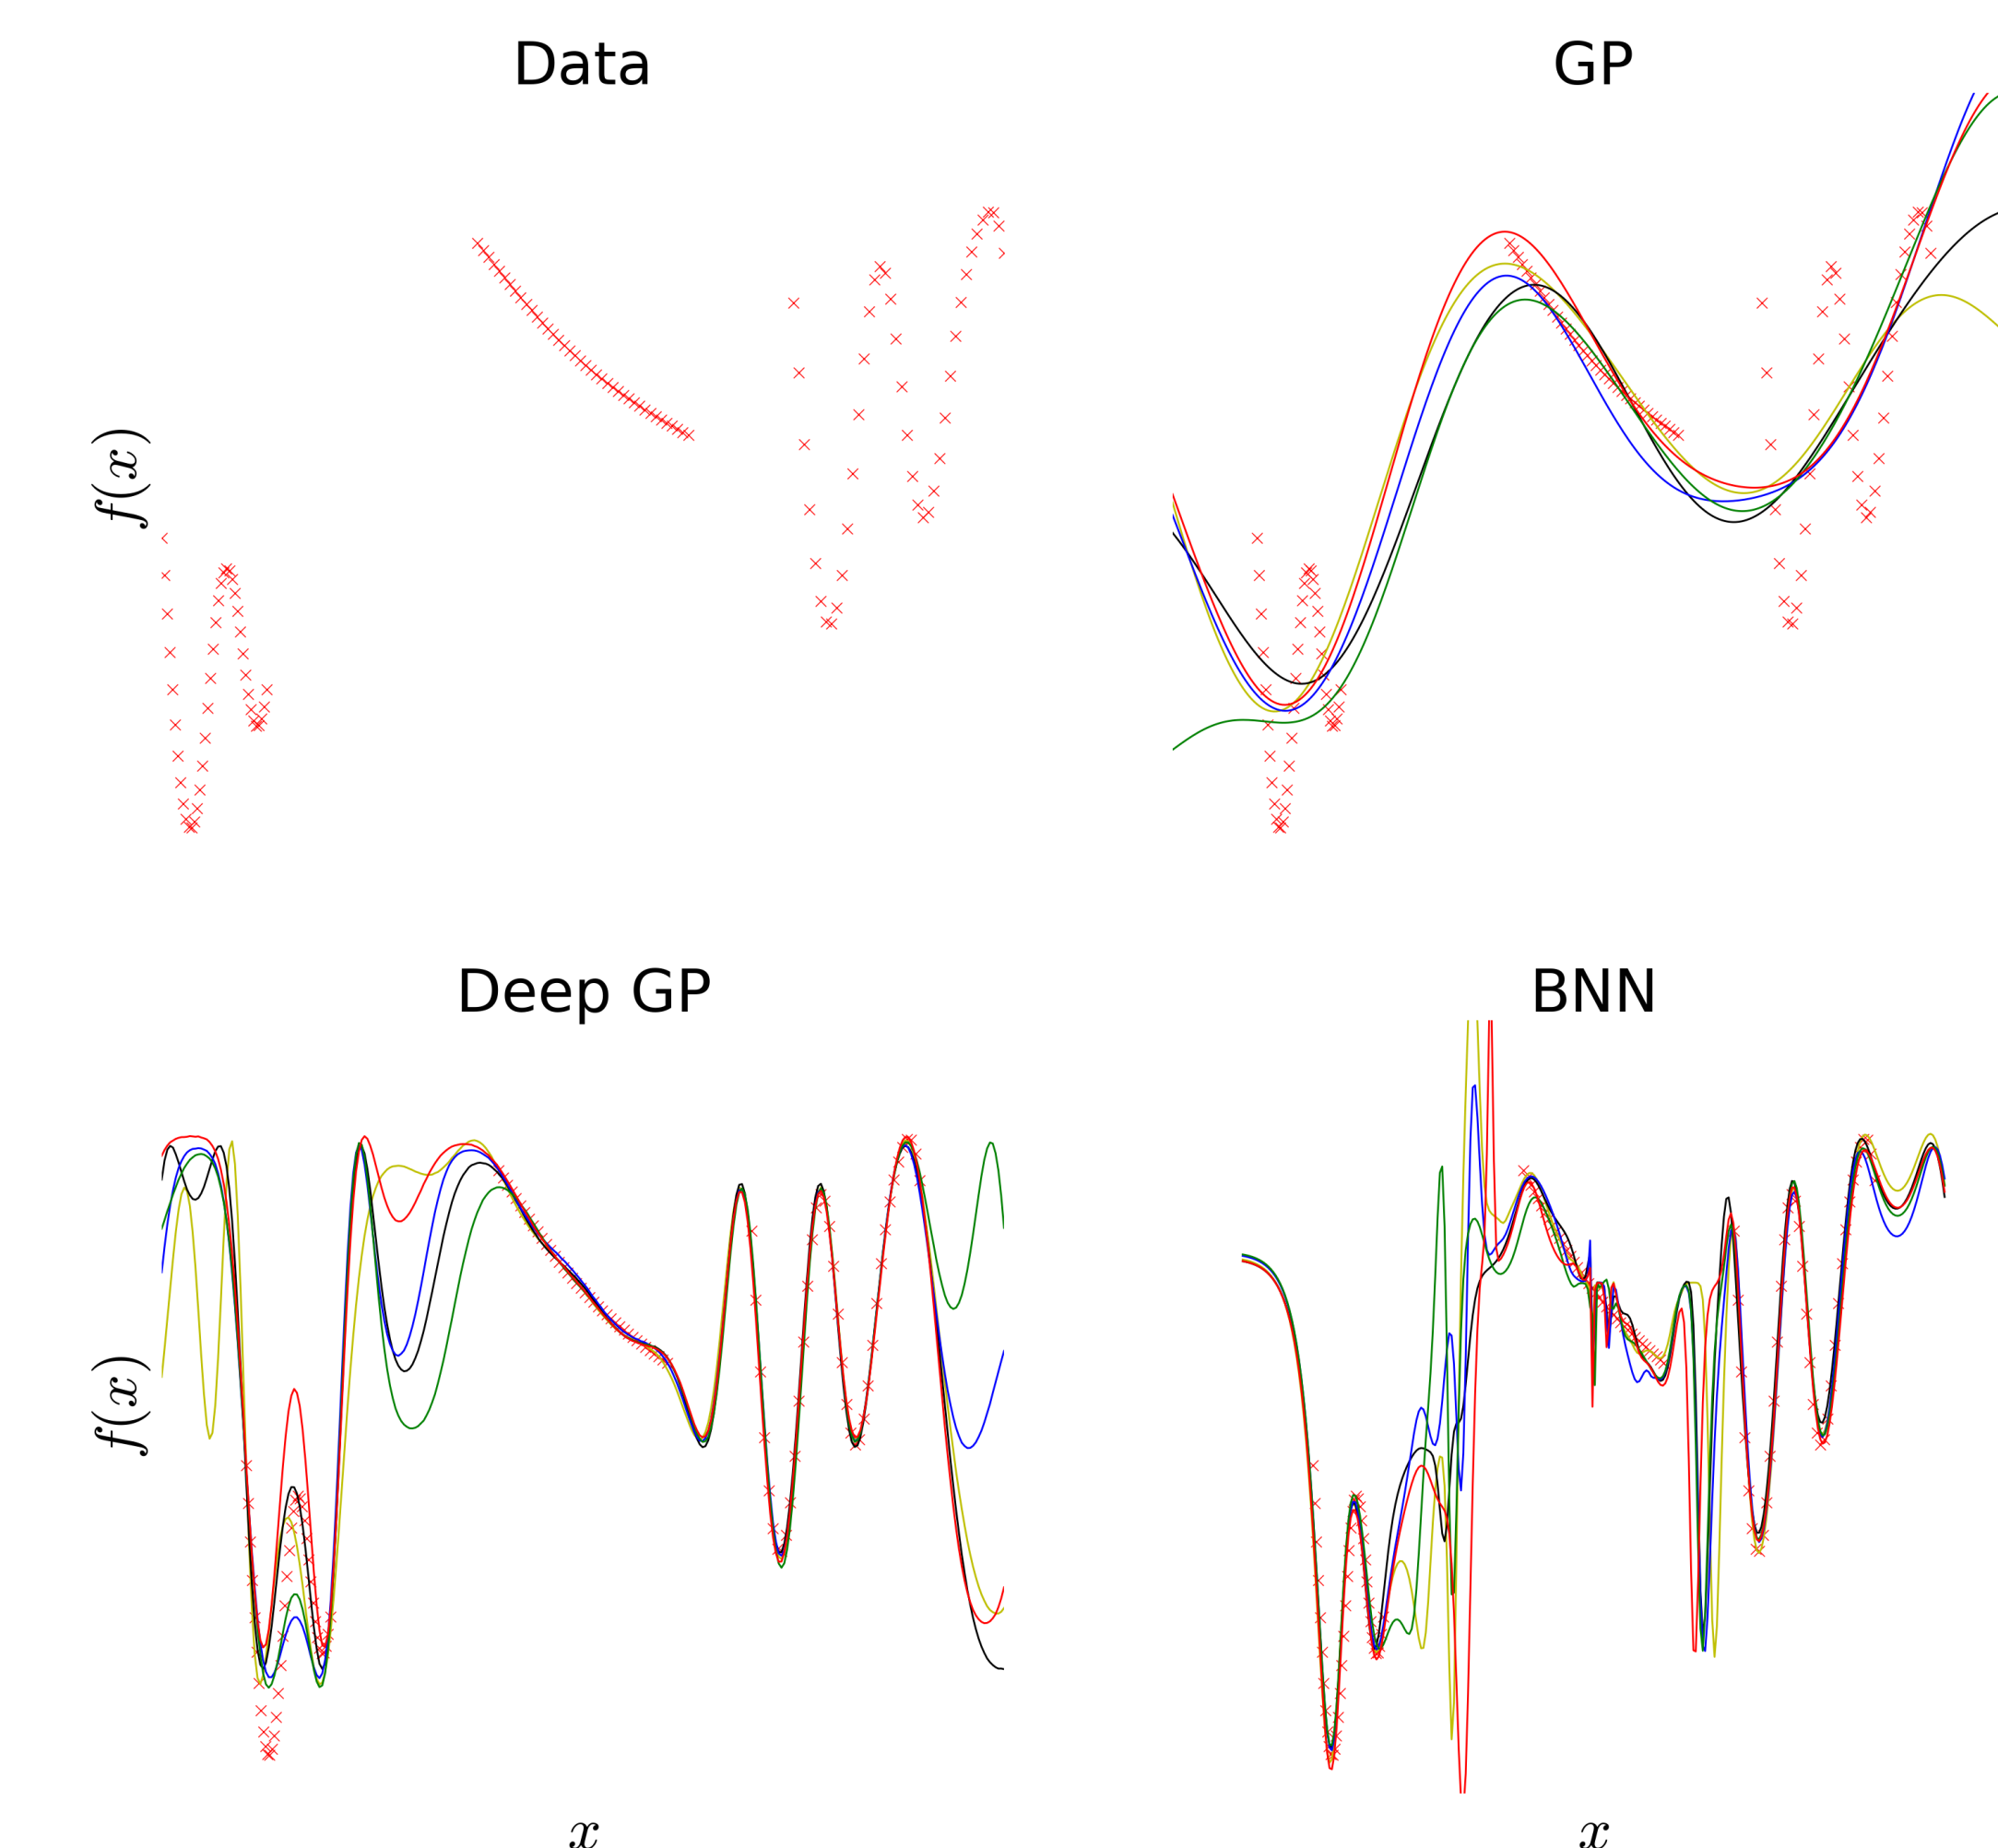 Data
GP
f(x)
Deep GP
BNN
f(x)
x
x